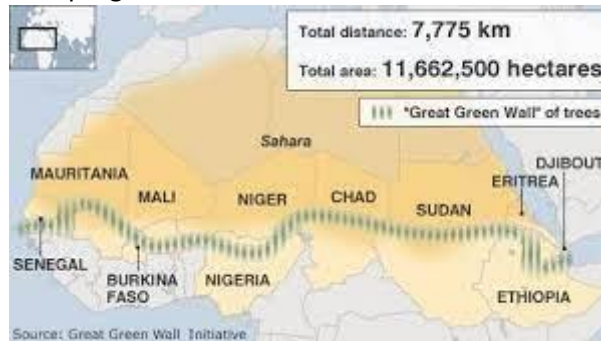 Total distance: 7,775 km
Total area: 11,662,500 hectares
"Great Green Wall" of trees
Sahara
DJIBOUT
ERITREA
MAURITANIA
MALI
NIGER
CHAD
SUDAN
SENEGAL
BURKINA
FASO
NIGERIA
ETHIOPIA
Source: Great Green Wall Initiative